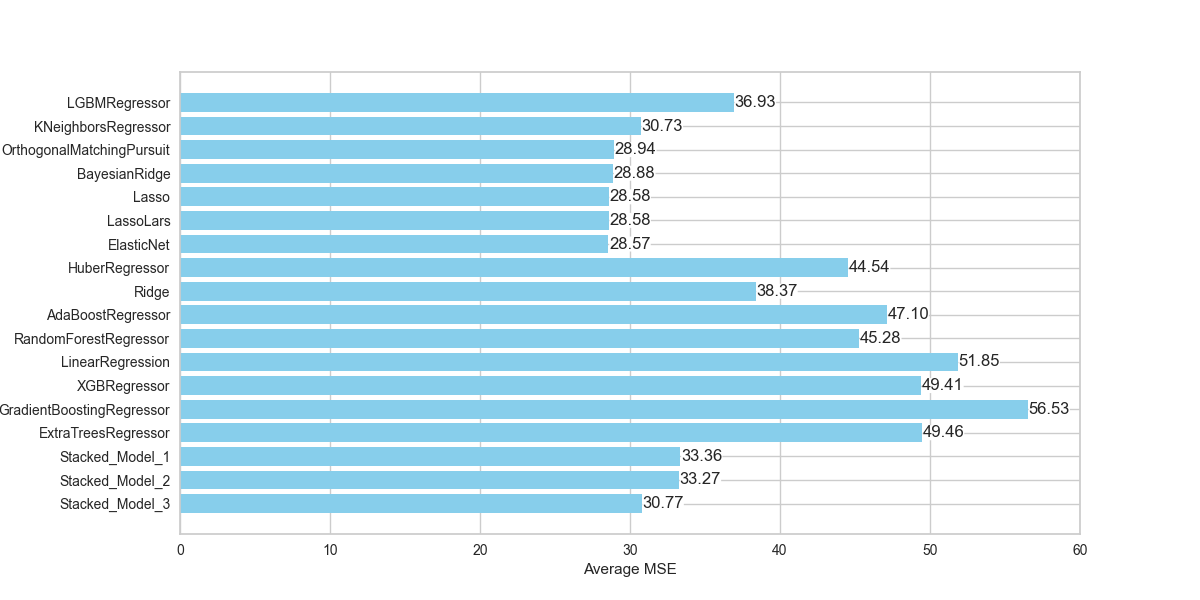 LGBMRegressor 36.93
KNeighborsRegressor 30.73
OrthogonalMatchingPursuit 28.94
BayesianRidge 28.88
Lasso 28.58
LassoLars 28.58
ElasticNet 28.57
HuberRegressor 44.54
Ridge 38.37
AdaBoostRegressor 47.10
RandomForestRegressor 45.28
LinearRegression 51.85
XGBRegressor 49.41
GradientBoostingRegressor 56.53
ExtraTreesRegressor 49.46
Stacked_Model_1 33.36
Stacked_Model_2 33.27
Stacked_Model_3 30.77
0 10 20 30 40 50 60
Average MSE